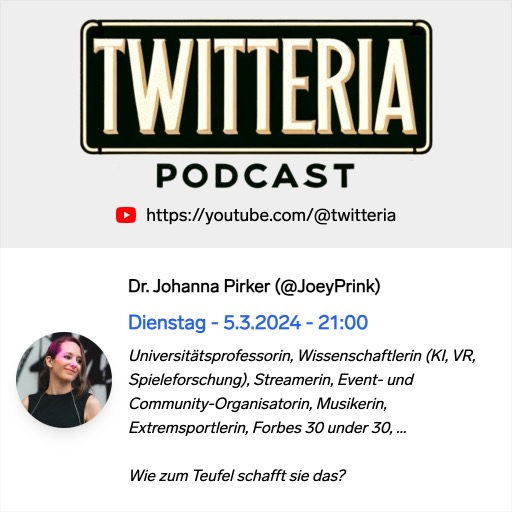 TWITTERIA
PODCAST
https://youtube.com/@twitteria
Dr. Johanna Pirker (@JoeyPrink)
Dienstag - 5.3.2024 - 21:00
Universitätsprofessorin, Wissenschaftlerin (KI, VR,
Spieleforschung), Streamerin, Event- und
Community-Organisatorin, Musikerin,
Extremsportlerin, Forbes 30 under 30, ...
Wie zum Teufel schafft sie das?